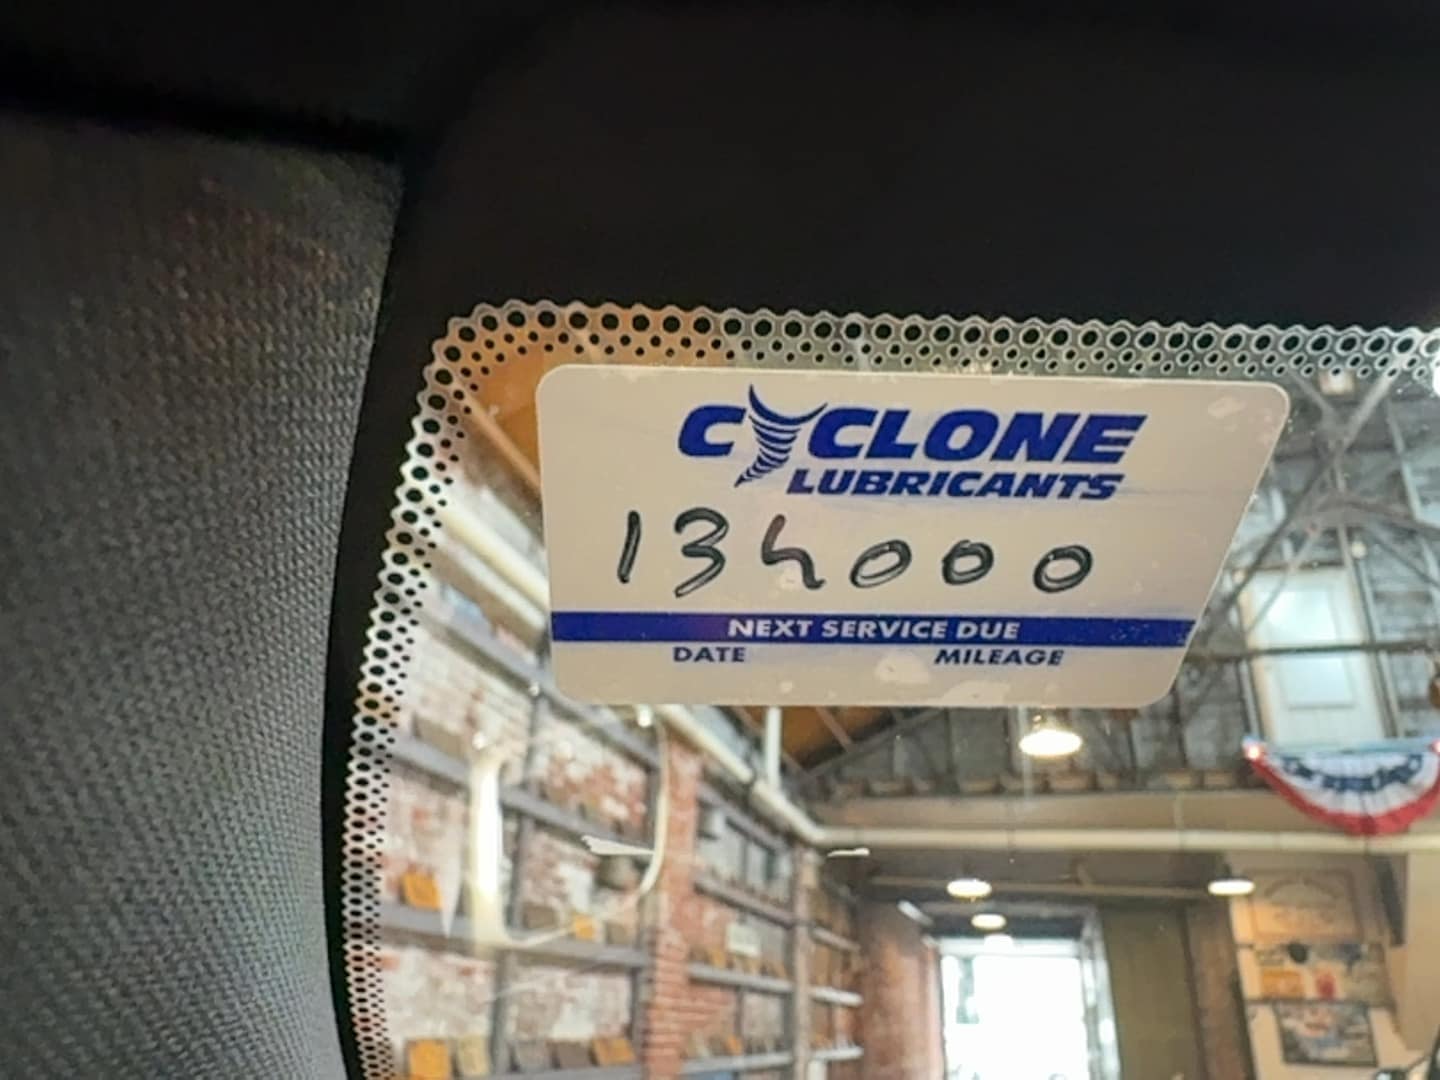 CYCLONE
LUBRICANTS
134000
NEXT SERVICE DUE
DATE MILEAGE